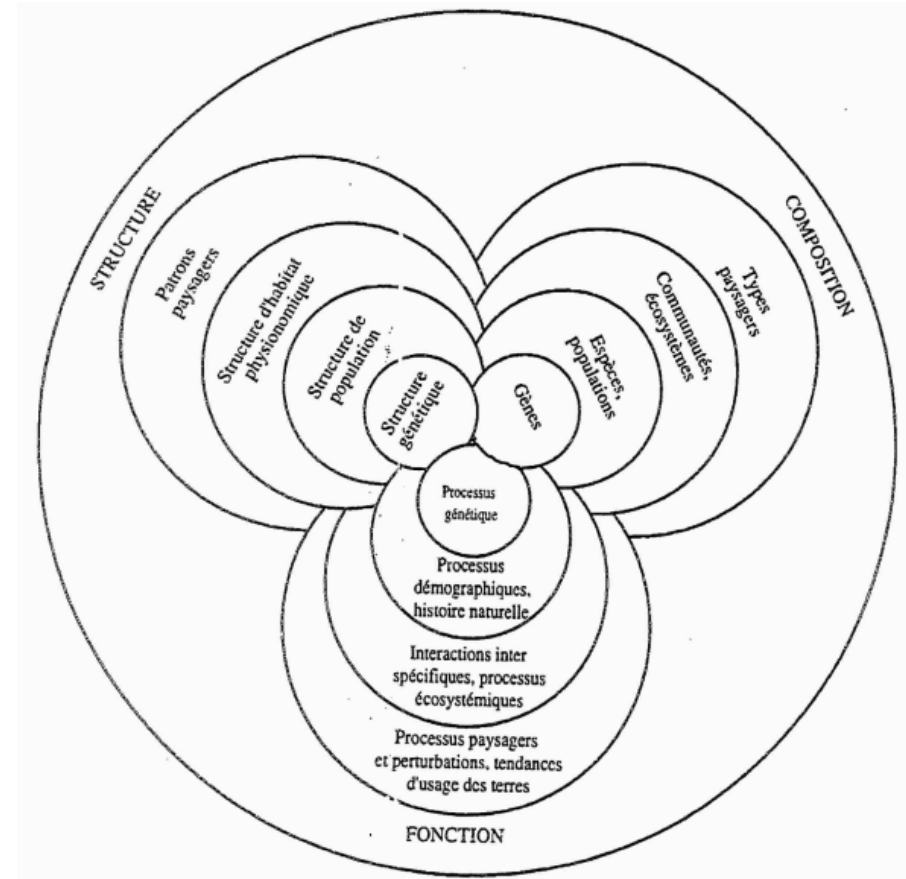 STRUCTURE
Patrons
paysagers
Structure d'habitat
physionomique
Structure de
population
Structure
génétique
COMPOSITION
Types
paysagers
Communautés,
écosystèmes
Espèces,
populations
Gènes
Processus
génétique
Processus
démographiques,
histoire naturelle
Interactions inter
spécifiques, processus
écosystémiques
Processus paysagers
et perturbations, tendances
d'usage des terres
FONCTION